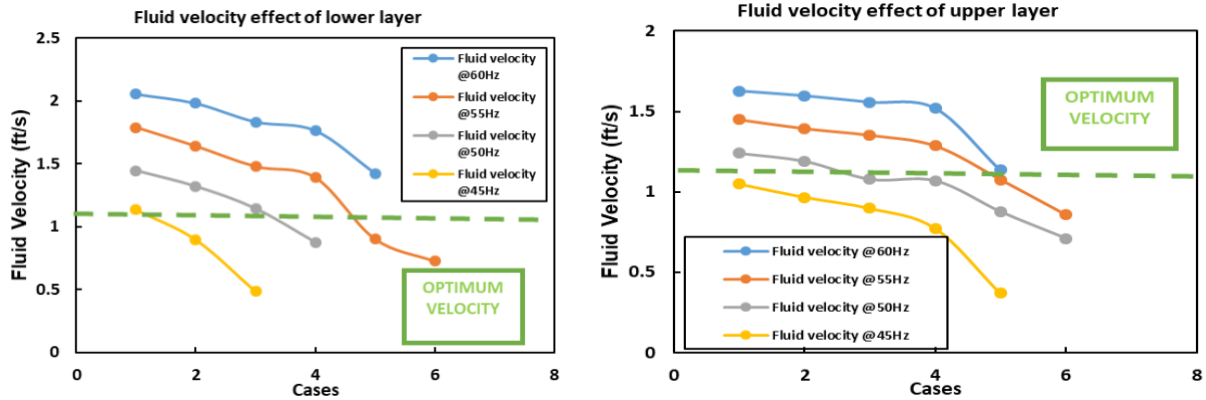 Fluid velocity effect of lower layer
Fluid Velocity (ft/s)
2.5
2
1.5
1
0.5
0
0
2
4
6
8
Cases
Fluid velocity
@60Hz
Fluid velocity
@55Hz
Fluid velocity
@50Hz
Fluid velocity
@45Hz
OPTIMUM
VELOCITY
Fluid velocity effect of upper layer
Fluid Velocity (ft/s)
2
1.5
1
0.5
0
0
2
4
6
8
Cases
OPTIMUM
VELOCITY
Fluid velocity @60Hz
Fluid velocity @55Hz
Fluid velocity @50Hz
Fluid velocity @45Hz